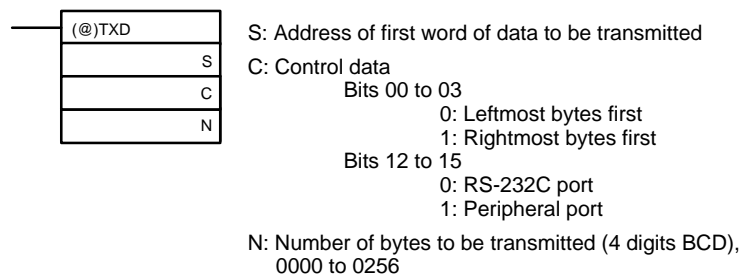 (@)TXD
S
C
N
S: Address of first word of data to be transmitted
C: Control data
Bits 00 to 03
0: Leftmost bytes first
1: Rightmost bytes first
Bits 12 to 15
0: RS-232C port
1: Peripheral port
N: Number of bytes to be transmitted (4 digits BCD),
0000 to 0256